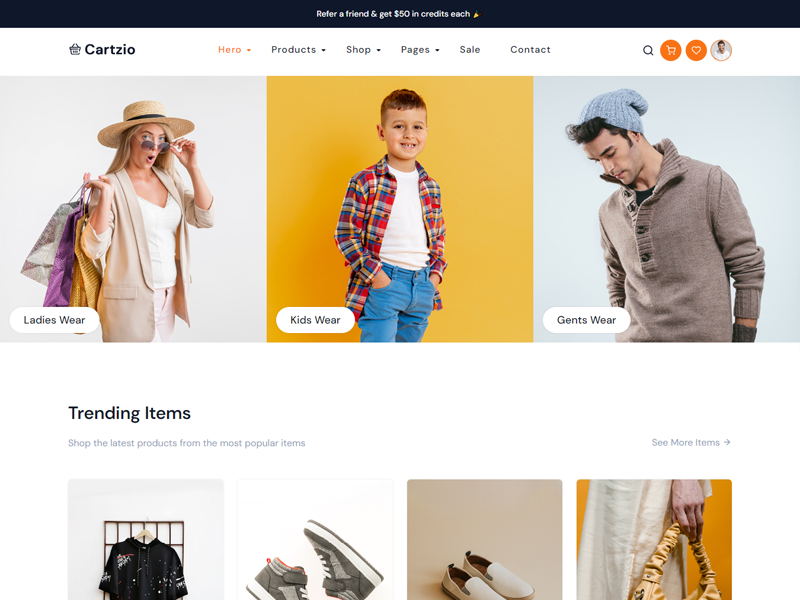 Refer a friend & get $50 in credits each 🎉
Cartzio
Hero Products Shop Pages Sale Contact
Ladies Wear
Kids Wear
Gents Wear
Trending Items
Shop the latest products from the most popular items
See More Items →